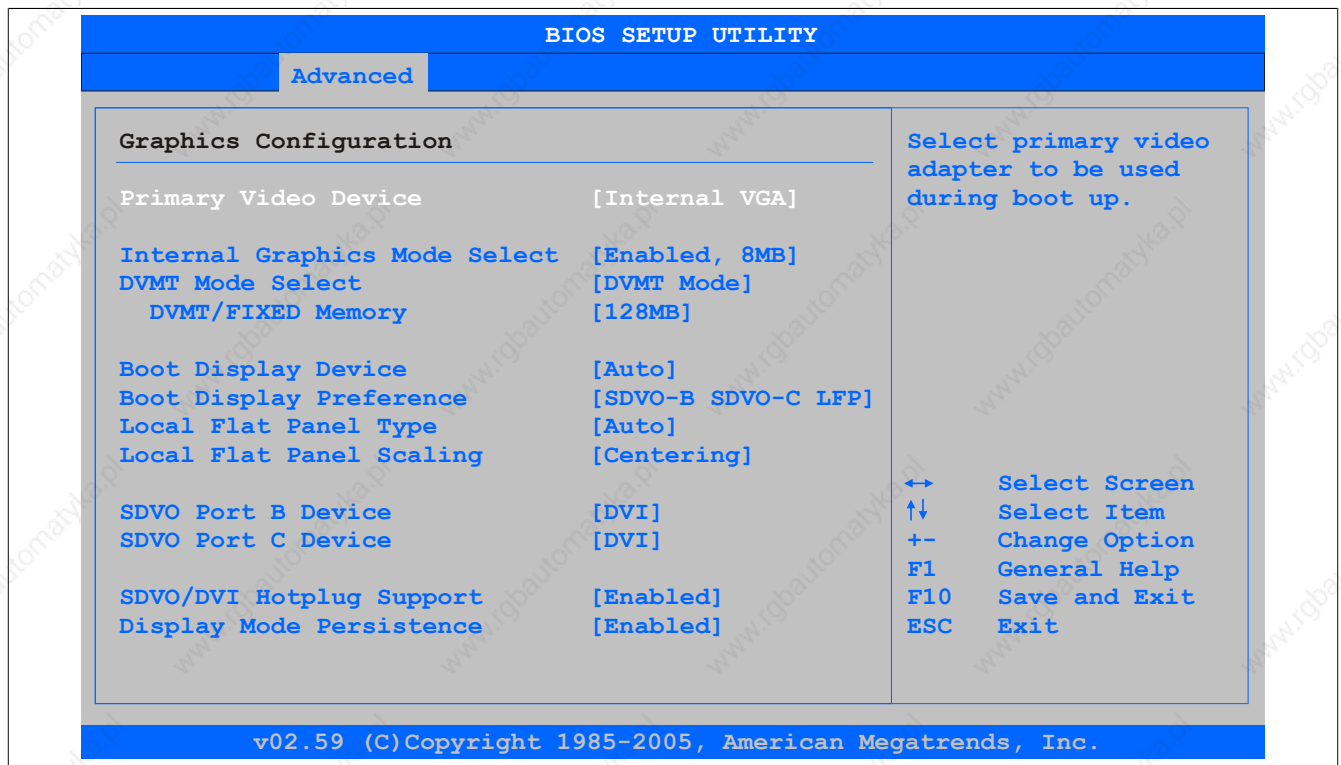 BIOS SETUP UTILITY
Advanced
Graphics Configuration
Primary Video Device [Internal VGA]
Internal Graphics Mode Select [Enabled, 8MB]
DVMT Mode Select [DVMT Mode]
DVMT/FIXED Memory [128MB]
Boot Display Device [Auto]
Boot Display Preference [SDVO-B SDVO-C LFP]
Local Flat Panel Type [Auto]
Local Flat Panel Scaling [Centering]
SDVO Port B Device [DVI]
SDVO Port C Device [DVI]
SDVO/DVI Hotplug Support [Enabled]
Display Mode Persistence [Enabled]
Select primary video
adapter to be used
during boot up.
↔ Select Screen
↑↓ Select Item
+- Change Option
F1 General Help
F10 Save and Exit
ESC Exit
v02.59 (C)Copyright 1985-2005, American Megatrends, Inc.
www.rgbautomatyka.pl